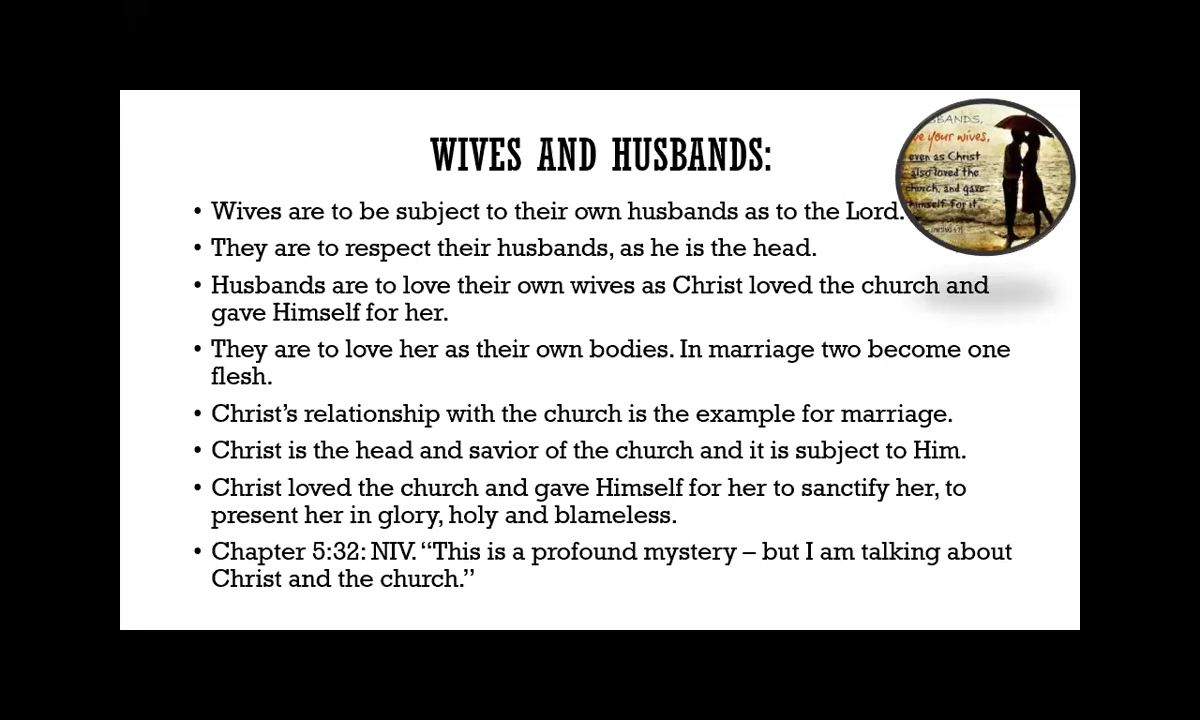 WIVES AND HUSBANDS:
BANDS,
your wives,
even as Christ
also loved the
church, and gave
himself for it.
• Wives are to be subject to their own husbands as to the Lord.
• They are to respect their husbands, as he is the head.
• Husbands are to love their own wives as Christ loved the church and
gave Himself for her.
• They are to love her as their own bodies. In marriage two become one
flesh.
• Christ’s relationship with the church is the example for marriage.
• Christ is the head and savior of the church and it is subject to Him.
• Christ loved the church and gave Himself for her to sanctify her, to
present her in glory, holy and blameless.
• Chapter 5:32: NIV. “This is a profound mystery – but I am talking about
Christ and the church.”